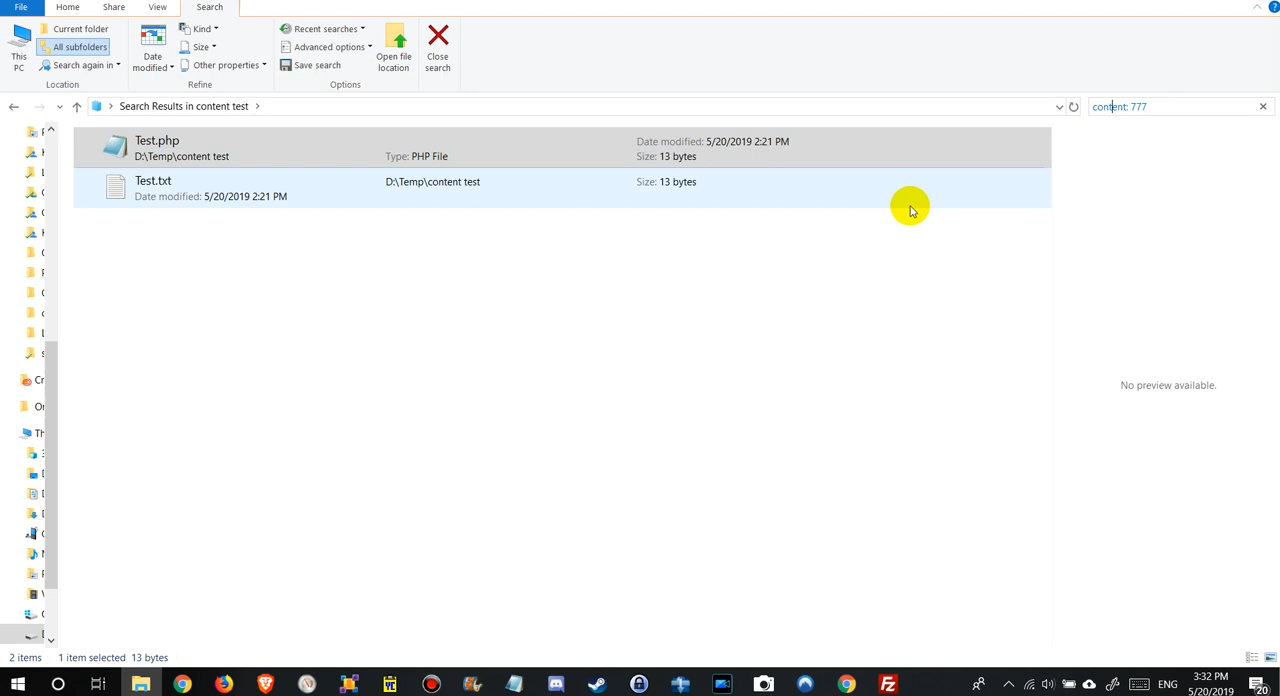 File Home Share View Search
This PC
Current folder
All subfolders
Search again in
Location
Date modified
Kind
Size
Other properties
Refine
Recent searches
Advanced options
Save search
Options
Open file location
Close search
Search Results in content test
content: 777
Test.php
D:\Temp\content test
Type: PHP File
Date modified: 5/20/2019 2:21 PM
Size: 13 bytes
Test.txt
Date modified: 5/20/2019 2:21 PM
D:\Temp\content test
Size: 13 bytes
No preview available.
Cr
Or
Th
2 items 1 item selected 13 bytes
ENG
3:32 PM
5/20/2019
20